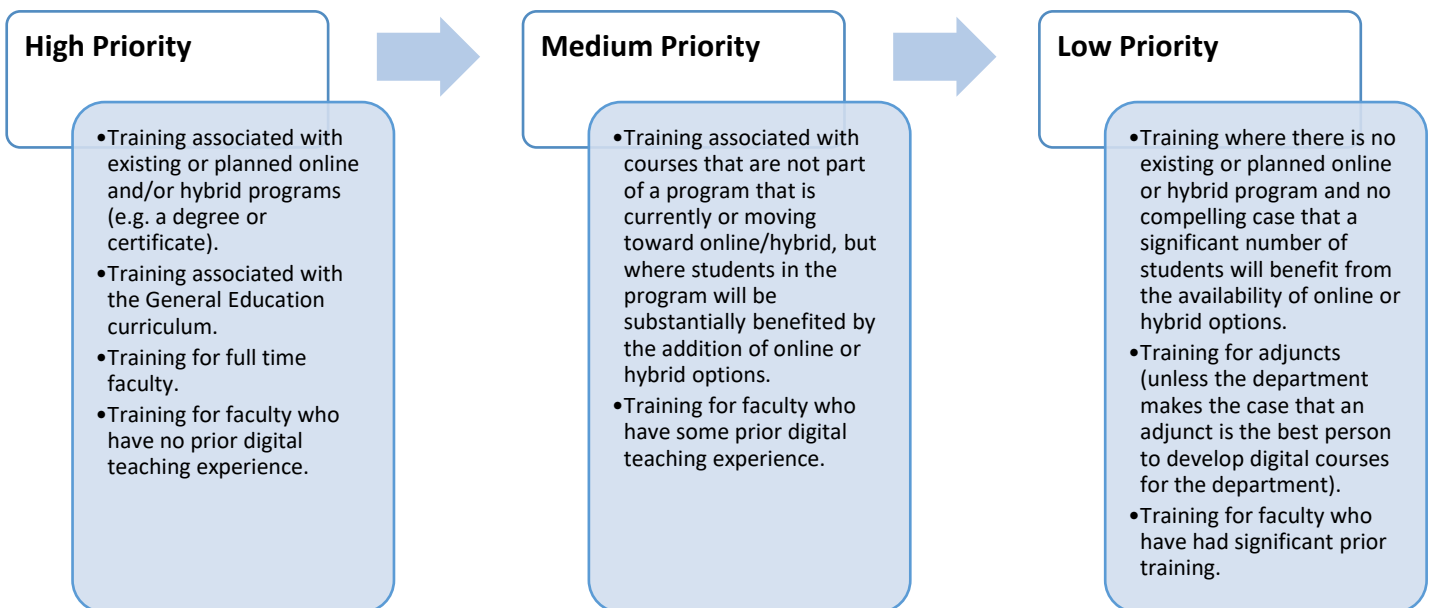 High Priority
•Training associated with
existing or planned online
and/or hybrid programs
(e.g. a degree or
certificate).
•Training associated with
the General Education
curriculum.
•Training for full time
faculty.
•Training for faculty who
have no prior digital
teaching experience.
Medium Priority
•Training associated with
courses that are not part
of a program that is
currently or moving
toward online/hybrid, but
where students in the
program will be
substantially benefited by
the addition of online or
hybrid options.
•Training for faculty who
have some prior digital
teaching experience.
Low Priority
•Training where there is no
existing or planned online
or hybrid program and no
compelling case that a
significant number of
students will benefit from
the availability of online or
hybrid options.
•Training for adjuncts
(unless the department
makes the case that an
adjunct is the best person
to develop digital courses
for the department).
•Training for faculty who
have had significant prior
training.